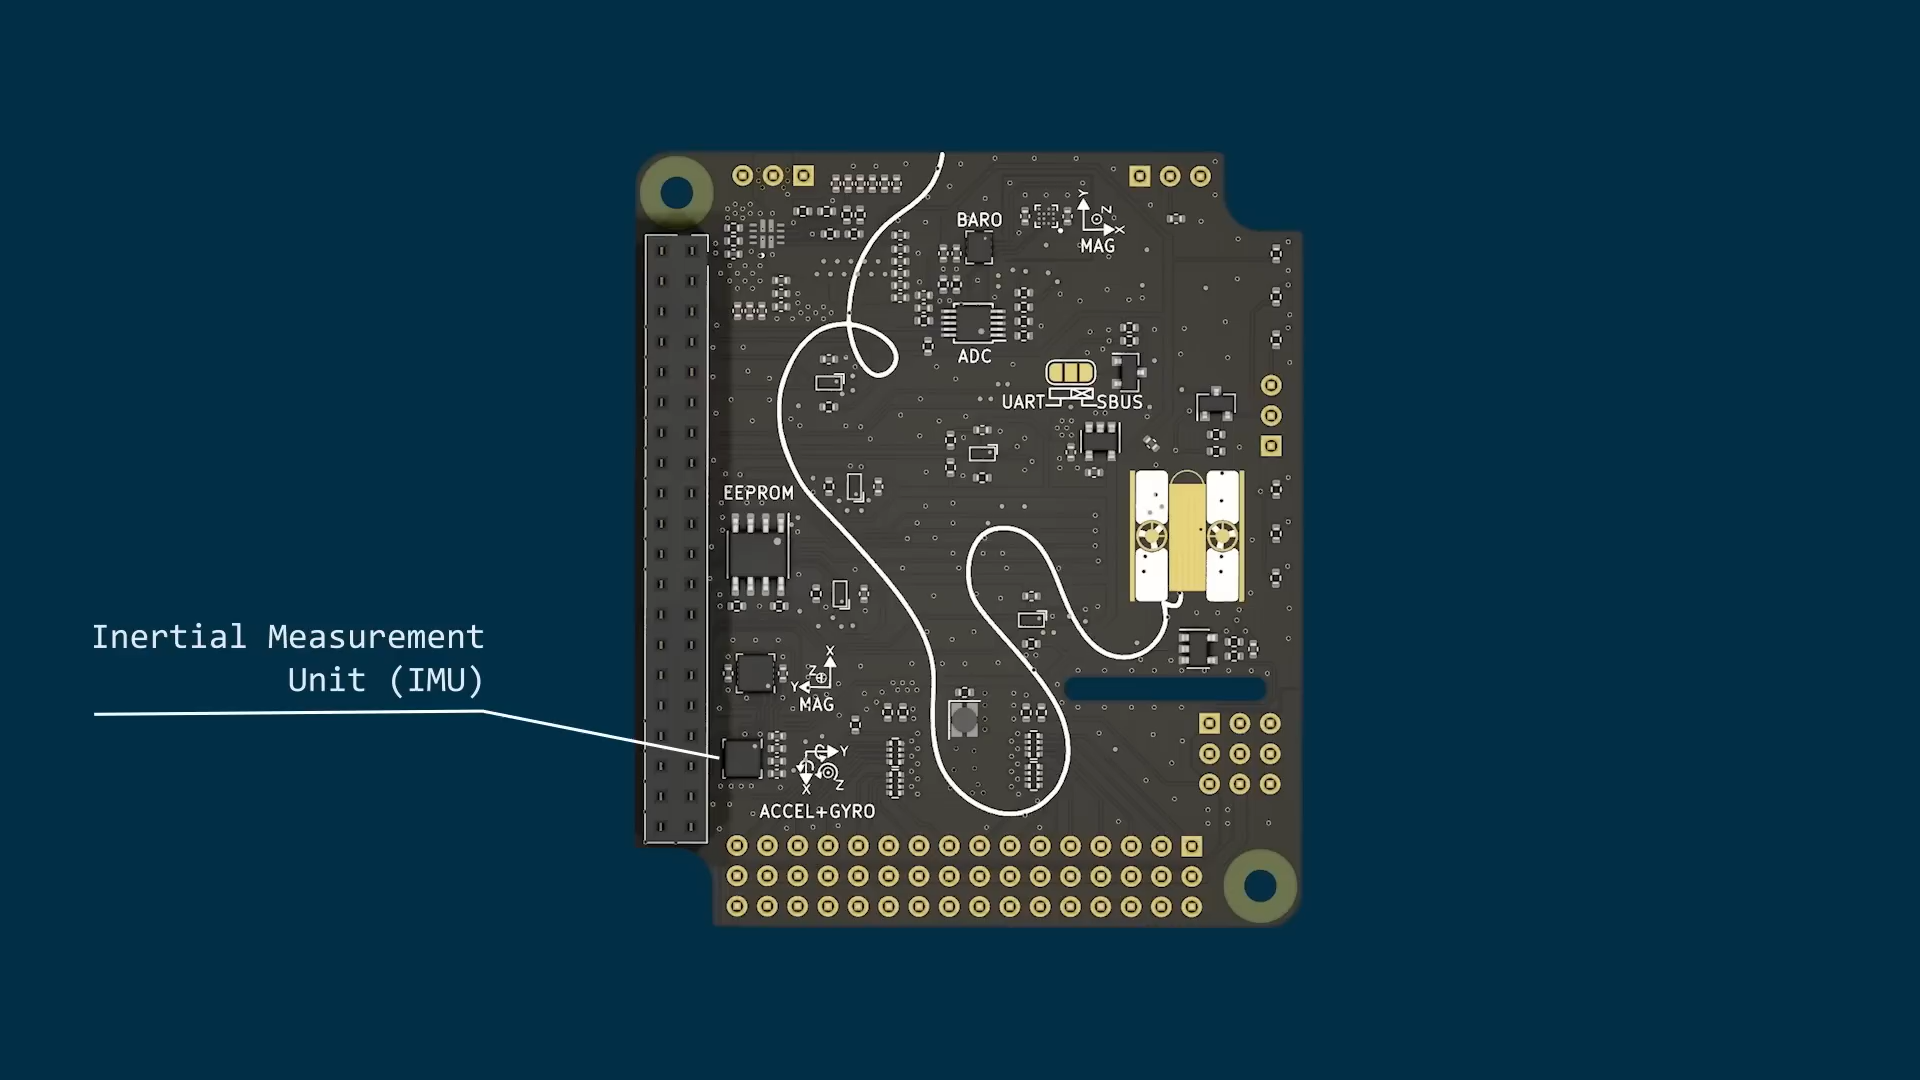 BARO
Y
Z
X
MAG
ADC
UART
SBUS
EEPROM
Inertial Measurement
Unit (IMU)
X
Z
Y
MAG
Y
Z
X
ACCEL+GYRO